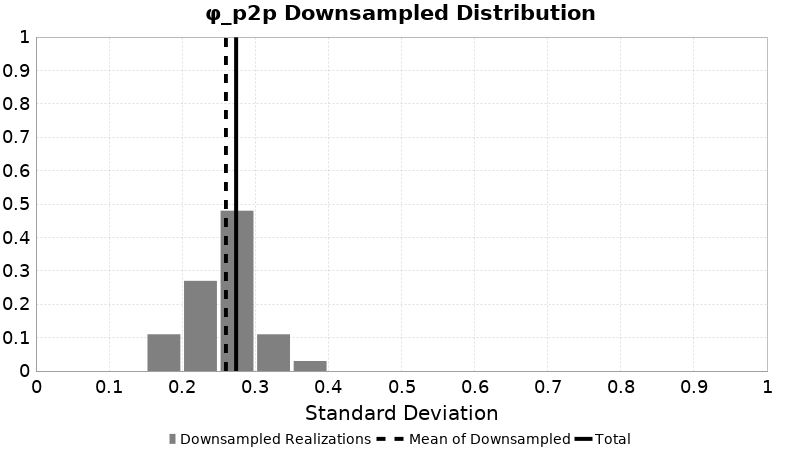 φ_p2p Downsampled Distribution
1
0.9
0.8
0.7
0.6
0.5
0.4
0.3
0.2
0.1
0
0 0.1 0.2 0.3 0.4 0.5 0.6 0.7 0.8 0.9 1
Standard Deviation
Downsampled Realizations Mean of Downsampled Total